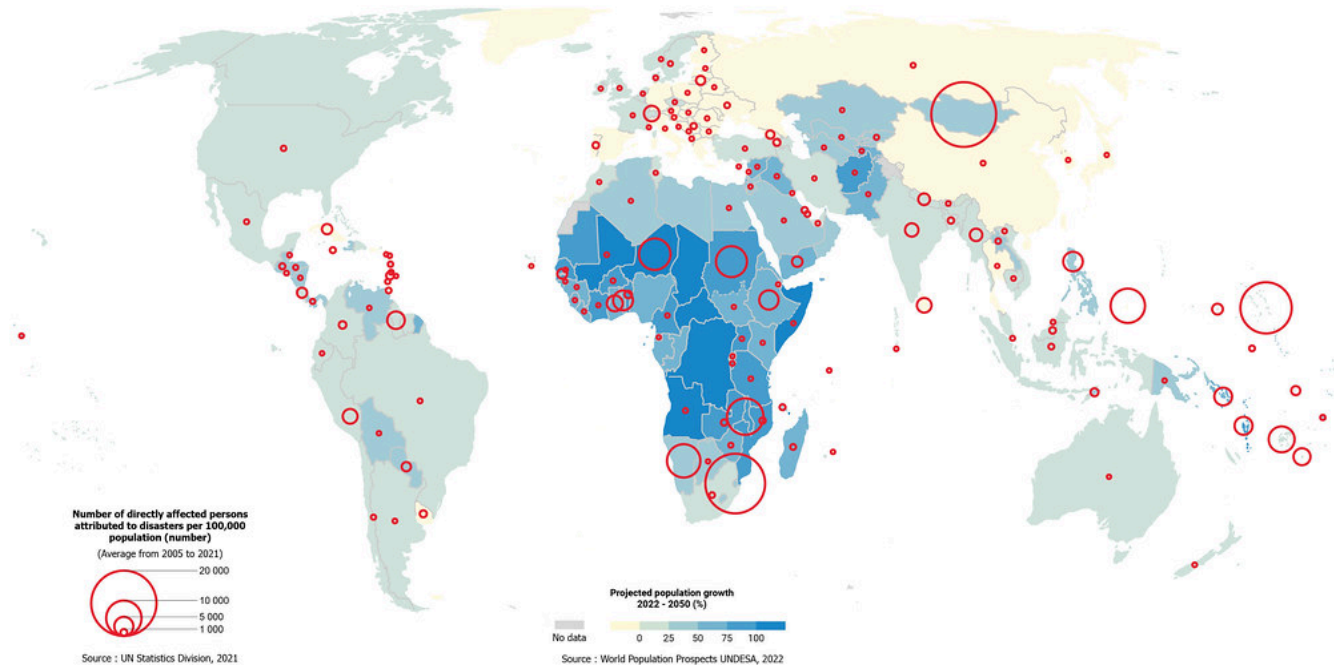 Number of directly affected persons
attributed to disasters per 100,000
population (number)
(Average from 2005 to 2021)
20 000
10 000
5 000
1 000
Source : UN Statistics Division, 2021
Projected population growth
2022 - 2050 (%)
No data
0 25 50 75 100
Source : World Population Prospects UNDESA, 2022